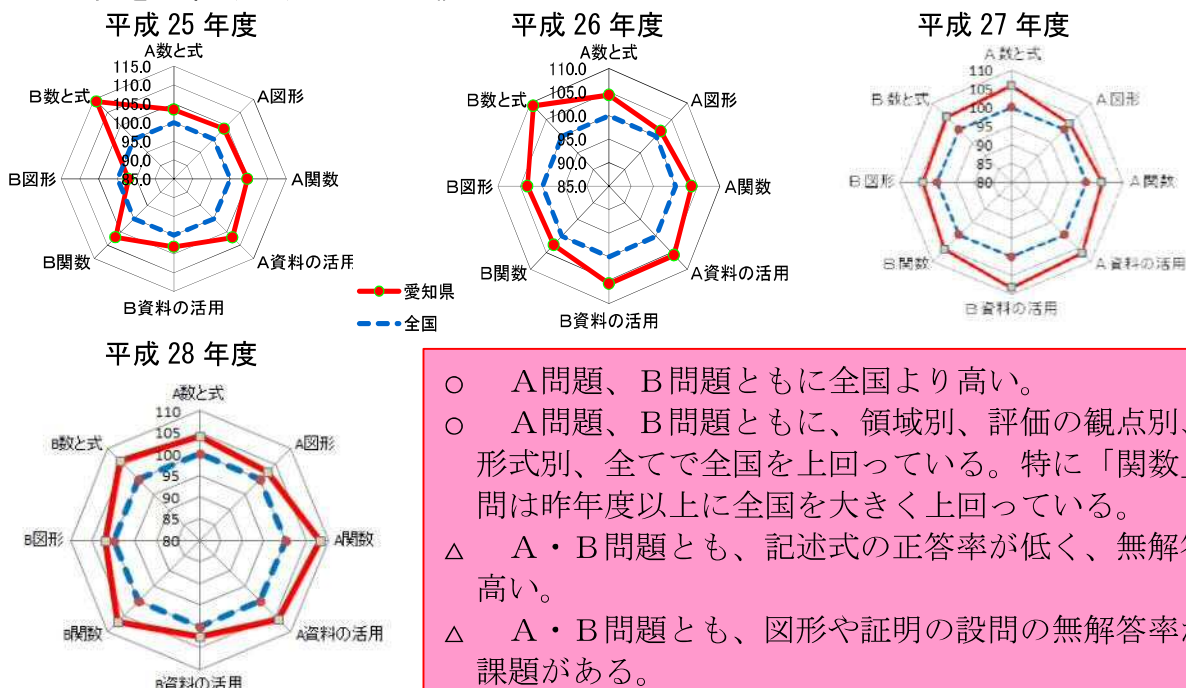 平成 25 年度
A数と式
115.0
110.0
105.0
100.0
95.0
90.0
85.0
A図形
A関数
A資料の活用
B資料の活用
B関数
B図形
B数と式
平成 26 年度
A数と式
110.0
105.0
100.0
95.0
90.0
85.0
A図形
A関数
A資料の活用
B資料の活用
B関数
B図形
B数と式
愛知県
全国
平成 27 年度
A数と式
110
105
100
95
90
85
80
A図形
A関数
A資料の活用
B資料の活用
B関数
B図形
B数と式
平成 28 年度
A数と式
110
105
100
95
90
85
80
A図形
A関数
A資料の活用
B資料の活用
B関数
B図形
B数と式
○　A問題、B問題ともに全国より高い。
○　A問題、B問題ともに、領域別、評価の観点別、
形式別、全てで全国を上回っている。特に「関数」
問は昨年度以上に全国を大きく上回っている。
△　A・B問題とも、記述式の正答率が低く、無解答
高い。
△　A・B問題とも、図形や証明の設問の無解答率が
課題がある。